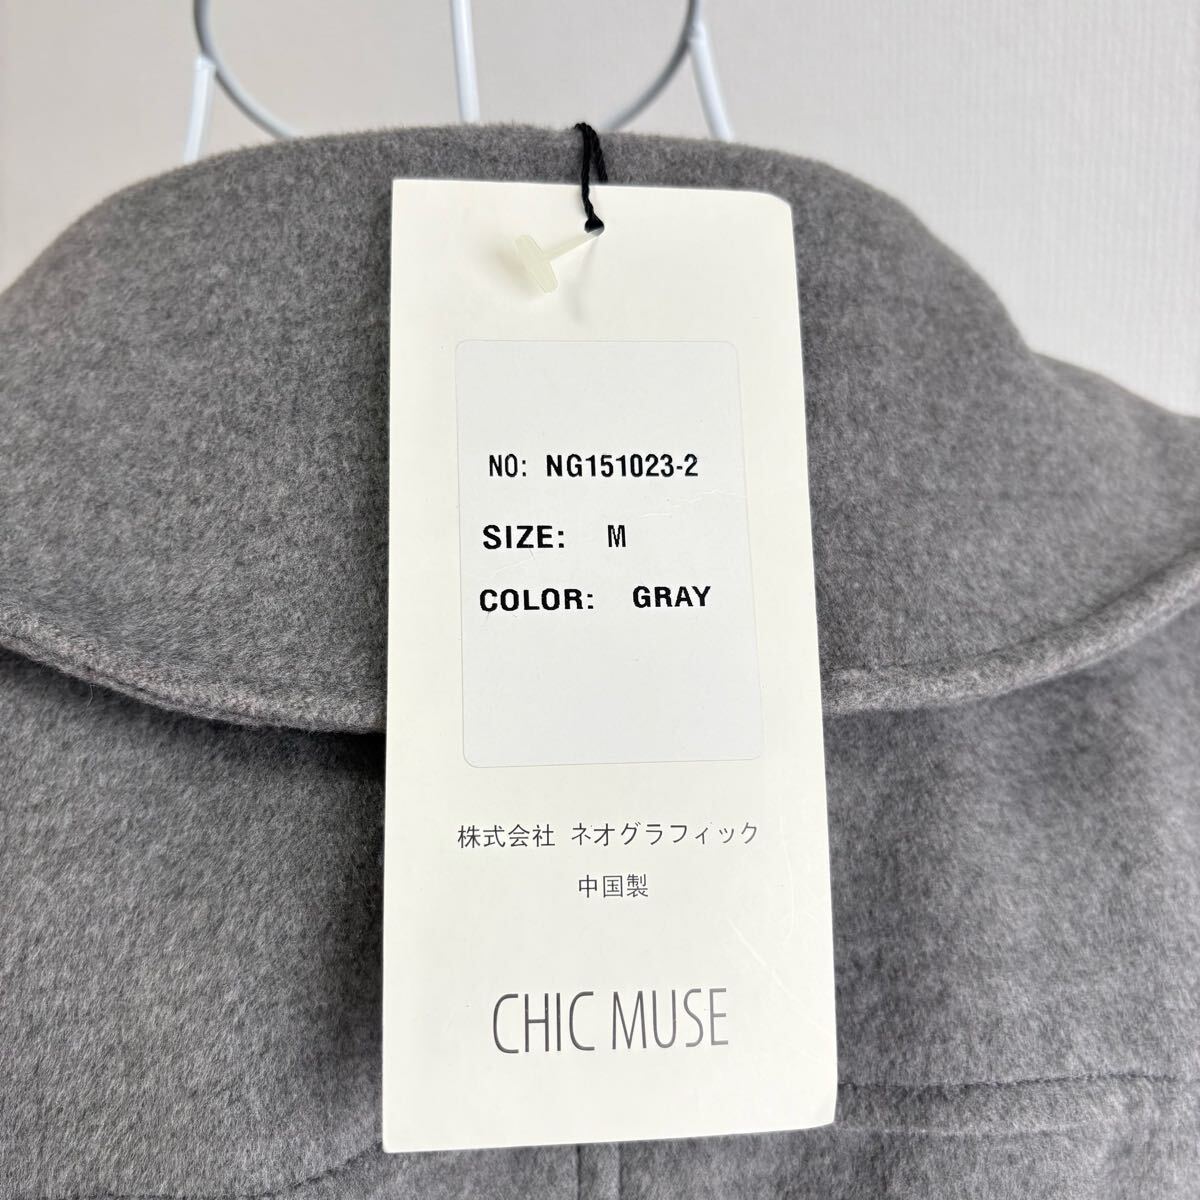 NO: NG151023-2
SIZE: M
COLOR: GRAY
株式会社 ネオグラフィック
中国製
CHIC MUSE